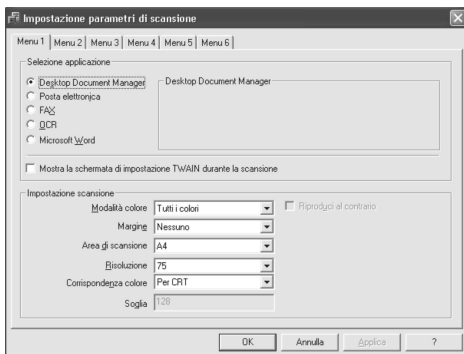 Impostazione parametri di scansione
Menu 1 Menu 2 Menu 3 Menu 4 Menu 5 Menu 6
Selezione applicazione
Desktop Document Manager
Desktop Document Manager
Posta elettronica
FAX
OCR
Microsoft Word
Mostra la schermata di impostazione TWAIN durante la scansione
Impostazione scansione
Modalità colore Tutti i colori Riproduci al contrario
Margine Nessuno
Area di scansione A4
Risoluzione 75
Corrispondenza colore Per CRT
Soglia 128
OK Annulla Applica ?